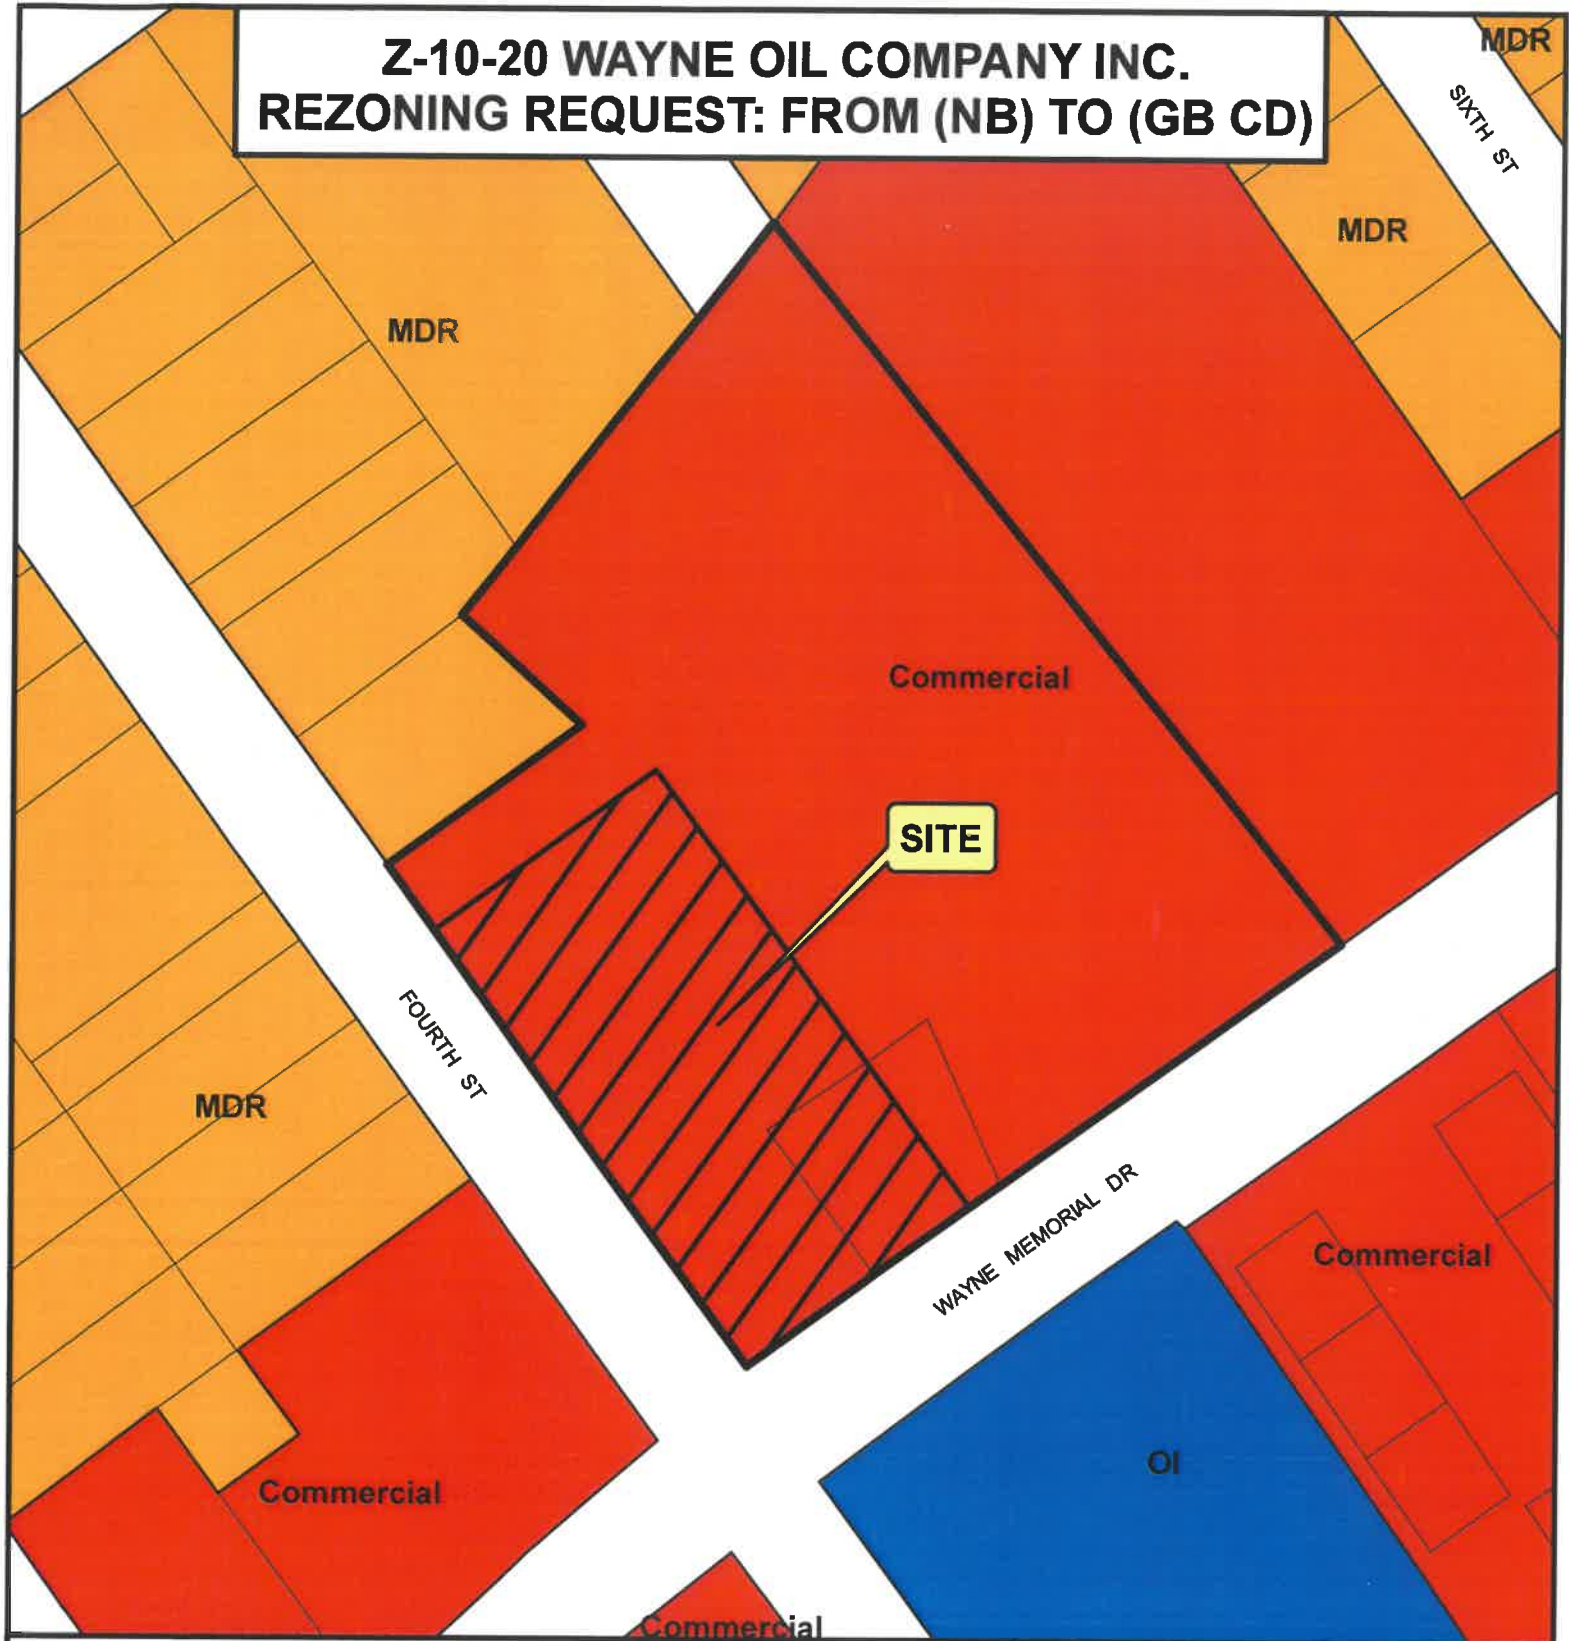 Z-10-20 WAYNE OIL COMPANY INC.
REZONING REQUEST: FROM (NB) TO (GB CD)
MDR
SIXTH ST
MDR
MDR
Commercial
SITE
FOURTH ST
MDR
WAYNE MEMORIAL DR
Commercial
OI
Commercial
Commercial